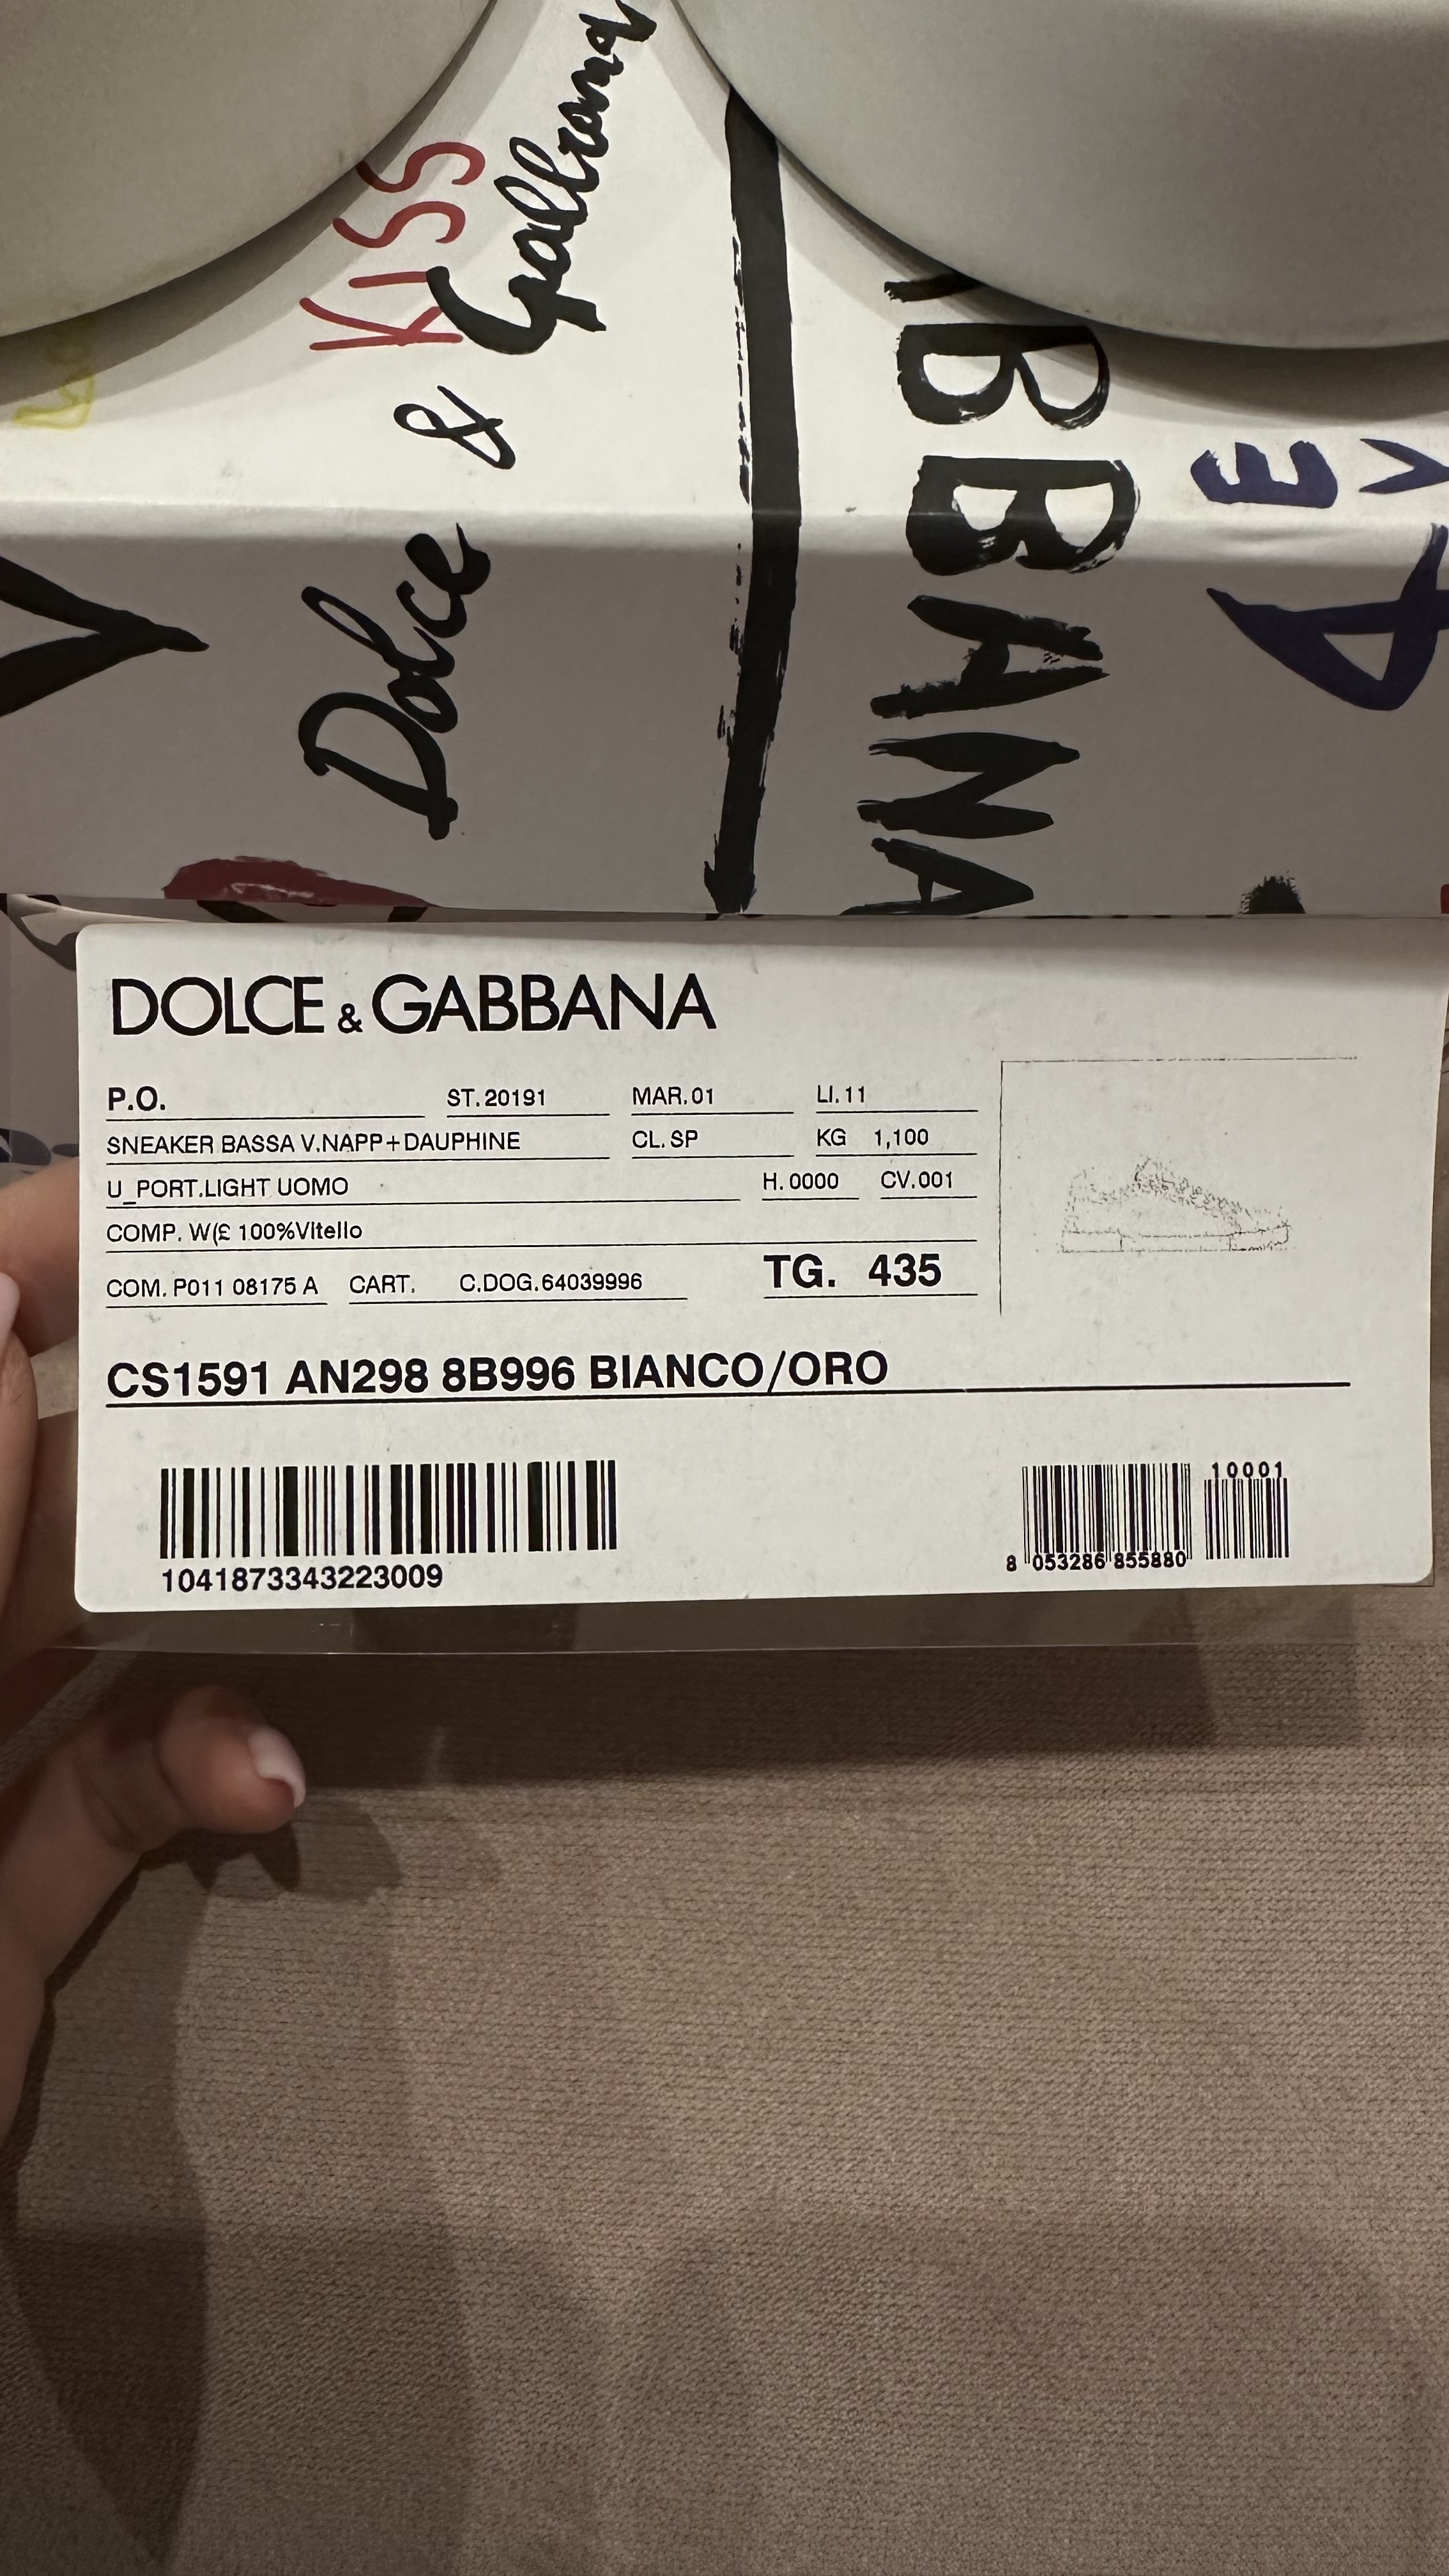 KISS
Dolce & Gabbana
BBANA
E
V
DOLCE & GABBANA
P.O. ST. 20191 MAR. 01 LI. 11
SNEAKER BASSA V.NAPP+DAUPHINE CL. SP KG 1,100
U_PORT.LIGHT UOMO H. 0000 CV.001
COMP. W(£ 100%Vitello
COM. P011 08175 A CART. C.DOG.64039996 TG. 435
CS1591 AN298 8B996 BIANCO/ORO
1041873343223009
10001
8 053286 855880